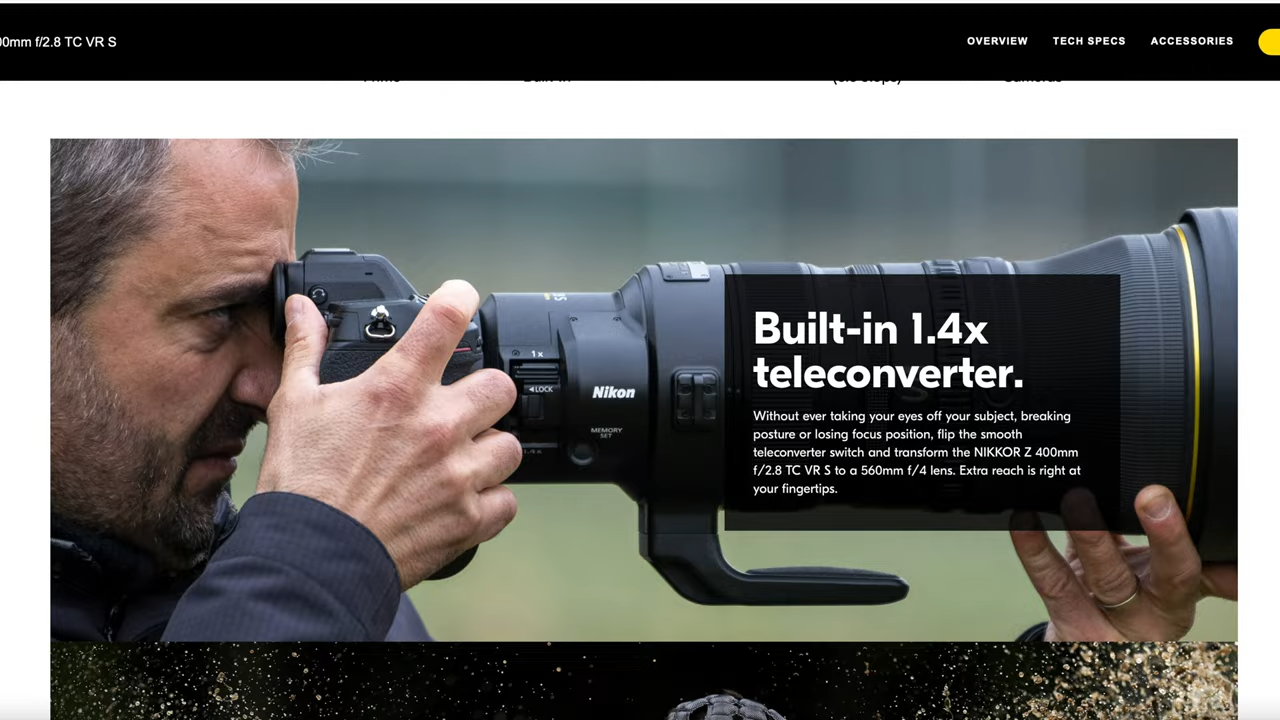 00mm f/2.8 TC VR S
OVERVIEW
TECH SPECS
ACCESSORIES
Built-in 1.4x
teleconverter.
Without ever taking your eyes off your subject, breaking
posture or losing focus position, flip the smooth
teleconverter switch and transform the NIKKOR Z 400mm
f/2.8 TC VR S to a 560mm f/4 lens. Extra reach is right at
your fingertips.
1x
◄LOCK
Nikon
MEMORY
SET
1.4x